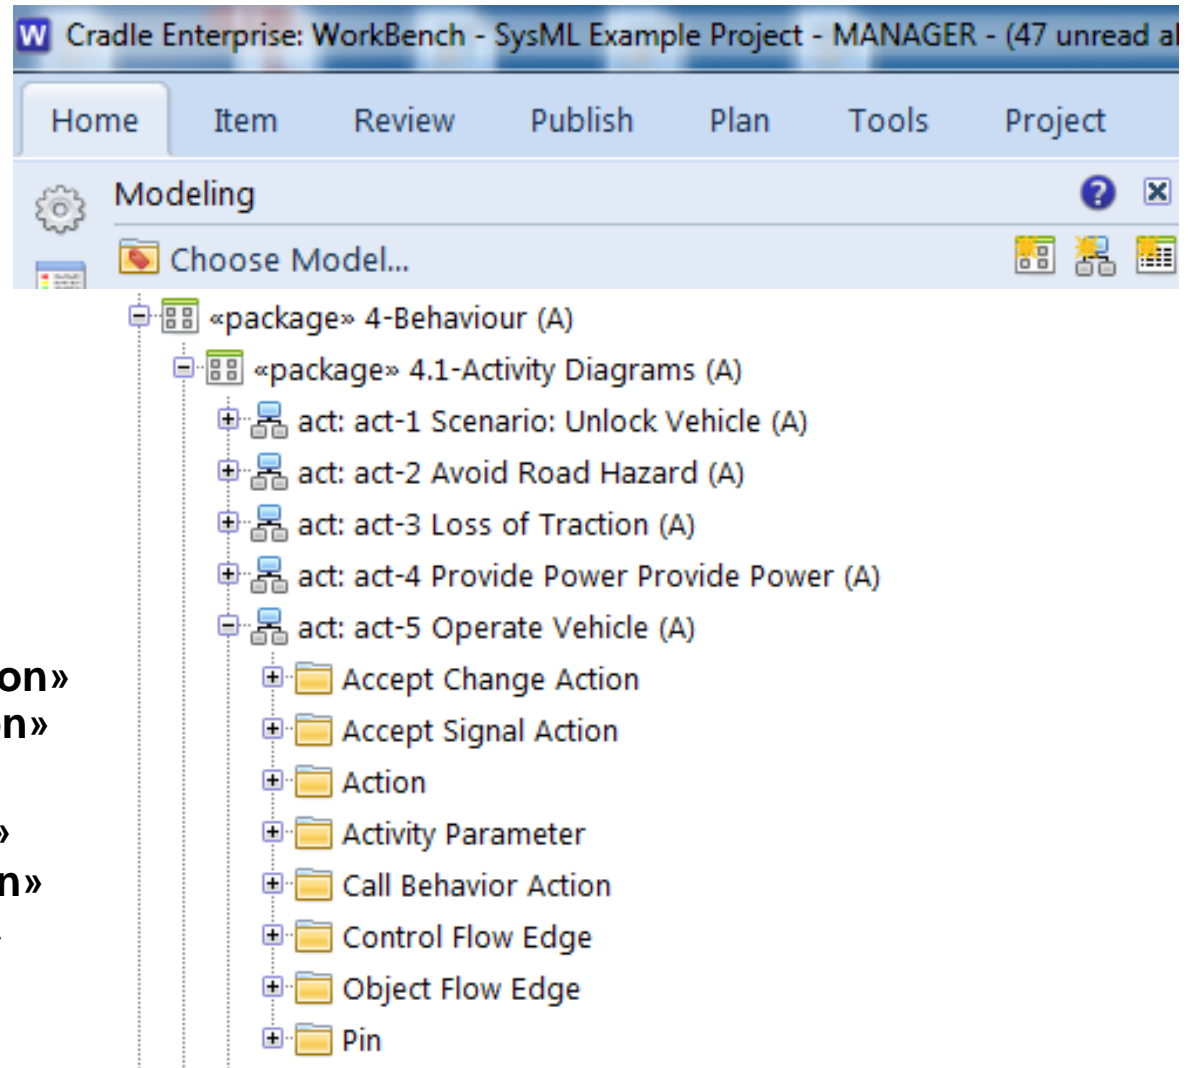 W Cradle Enterprise: WorkBench - SysML Example Project - MANAGER - (47 unread al
Home Item Review Publish Plan Tools Project
Modeling ?
Choose Model...
«package» 4-Behaviour (A)
«package» 4.1-Activity Diagrams (A)
act: act-1 Scenario: Unlock Vehicle (A)
act: act-2 Avoid Road Hazard (A)
act: act-3 Loss of Traction (A)
act: act-4 Provide Power Provide Power (A)
act: act-5 Operate Vehicle (A)
on» Accept Change Action
n» Accept Signal Action
Action
» Activity Parameter
n» Call Behavior Action
Control Flow Edge
Object Flow Edge
Pin